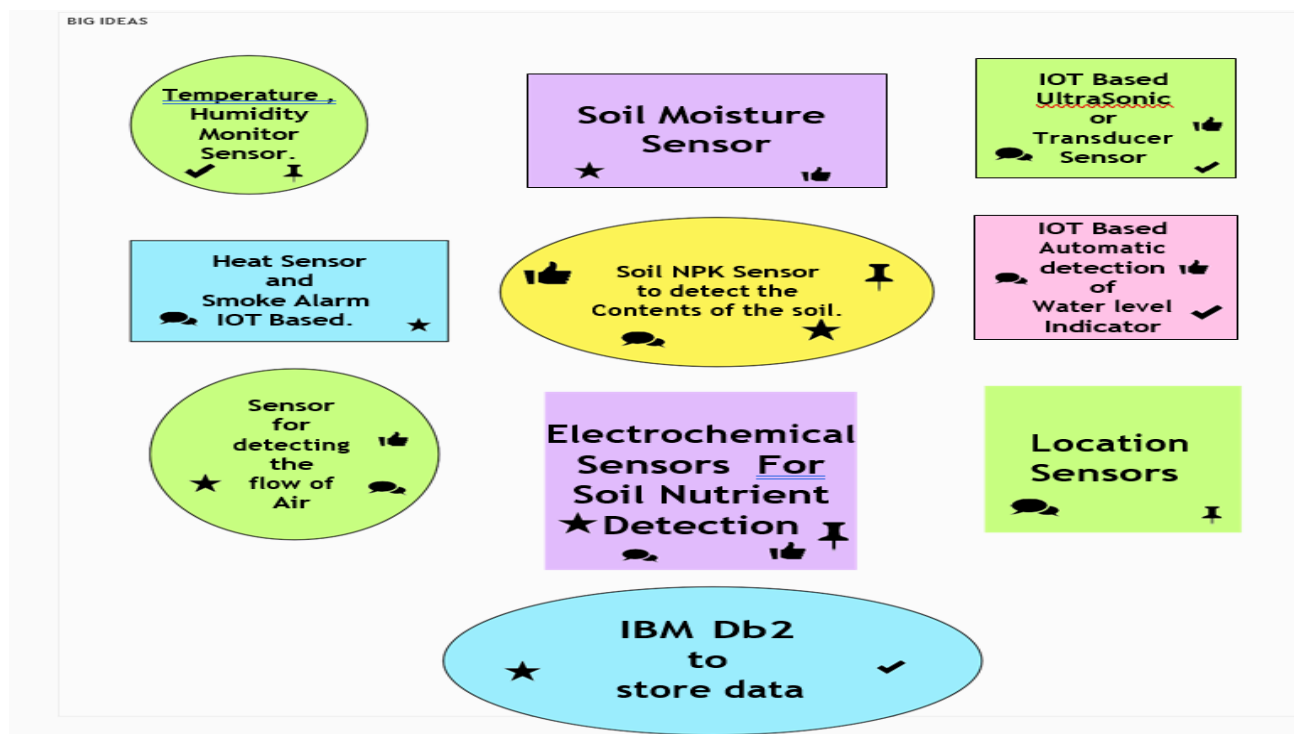 BIG IDEAS
Temperature ,
Humidity
Monitor
Sensor.
Soil Moisture
Sensor
IOT Based
UltraSonic
or
Transducer
Sensor
Heat Sensor
and
Smoke Alarm
IOT Based.
Soil NPK Sensor
to detect the
Contents of the soil.
IOT Based
Automatic
detection
of
Water level
Indicator
Sensor
for
detecting
the
flow of
Air
Electrochemical
Sensors For
Soil Nutrient
Detection
Location
Sensors
IBM Db2
to
store data